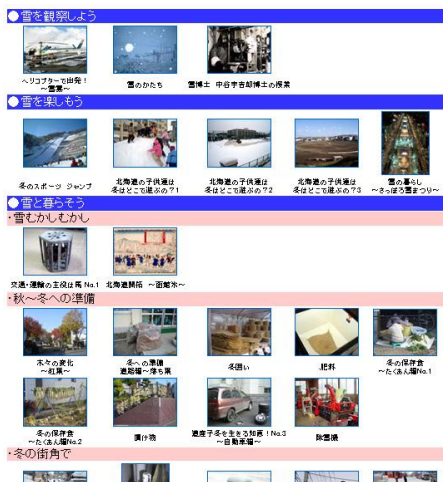 ●雪を観察しよう
ヘリコプターで出発!
～雪裏～
雪のかたち
雪博士 中谷宇吉郎博士の授業
●雪を楽しもう
冬のスポーツ ジャンプ
北海道の子供達は
冬はどこで遊ぶの?1
北海道の子供達は
冬はどこで遊ぶの?2
北海道の子供達は
冬はどこで遊ぶの?3
雪の暮らし
～さっぽろ雪まつり～
●雪と暮らそう
・雪むかしむかし
交通・運輸の主役は馬 No.1
北海道開拓 ～函館氷～
・秋～冬への準備
木々の変化
～紅葉～
冬への準備
道路編～落ち葉
冬囲い
肥料
冬の保存食
～たくあん編No.1
冬の保存食
～たくあん編No.2
漬け物
道産子冬を生きる知恵!No.3
～自動車編～
除雪機
・冬の街角で